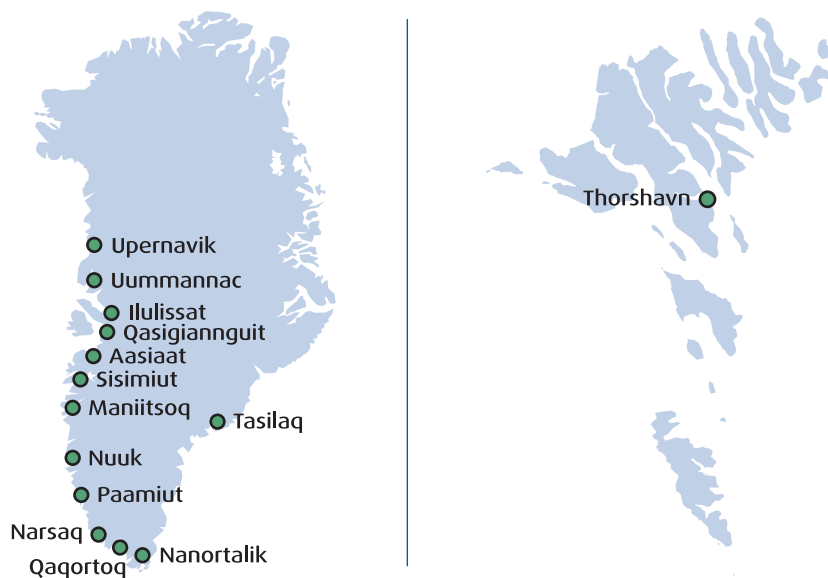 Upernavik
Uummannac
Ilulissat
Qasigiannguit
Aasiaat
Sisimiut
Maniitsoq
Tasilaq
Nuuk
Paamiut
Narsaq
Qaqortoq
Nanortalik
Thorshavn